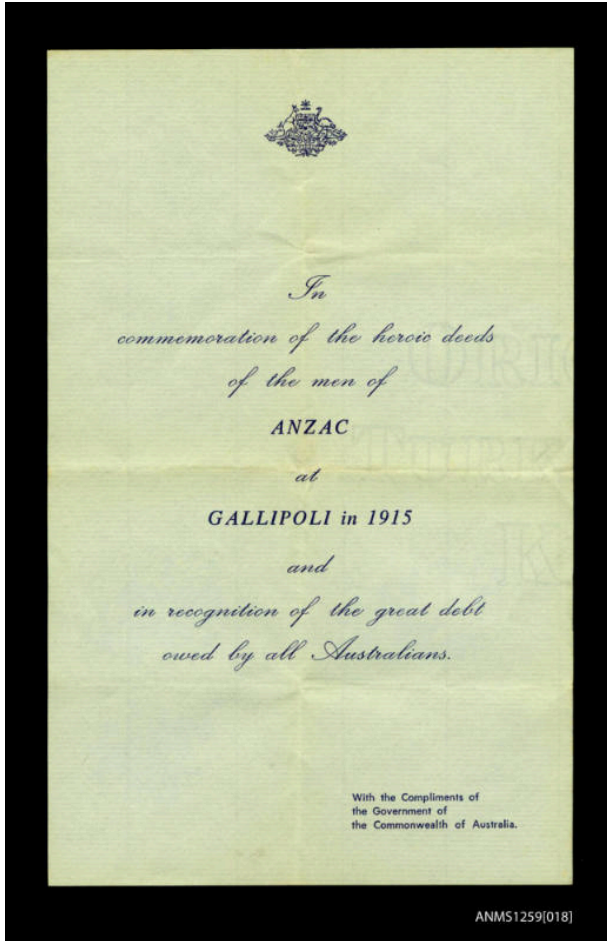 In
commemoration of the heroic deeds
of the men of
ANZAC
at
GALLIPOLI in 1915
and
in recognition of the great debt
owed by all Australians.
With the Compliments of
the Government of
the Commonwealth of Australia.
ANMS1259[018]